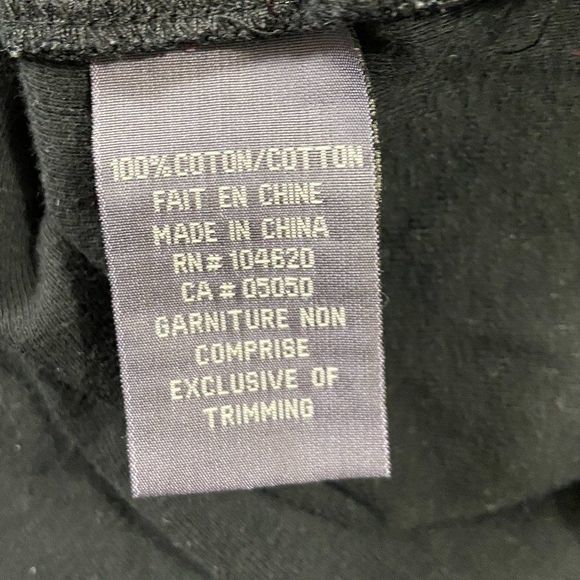 100% COTON/COTTON
FAIT EN CHINE
MADE IN CHINA
RN# 104620
CA# 05050
GARNITURE NON
COMPRISE
EXCLUSIVE OF
TRIMMING